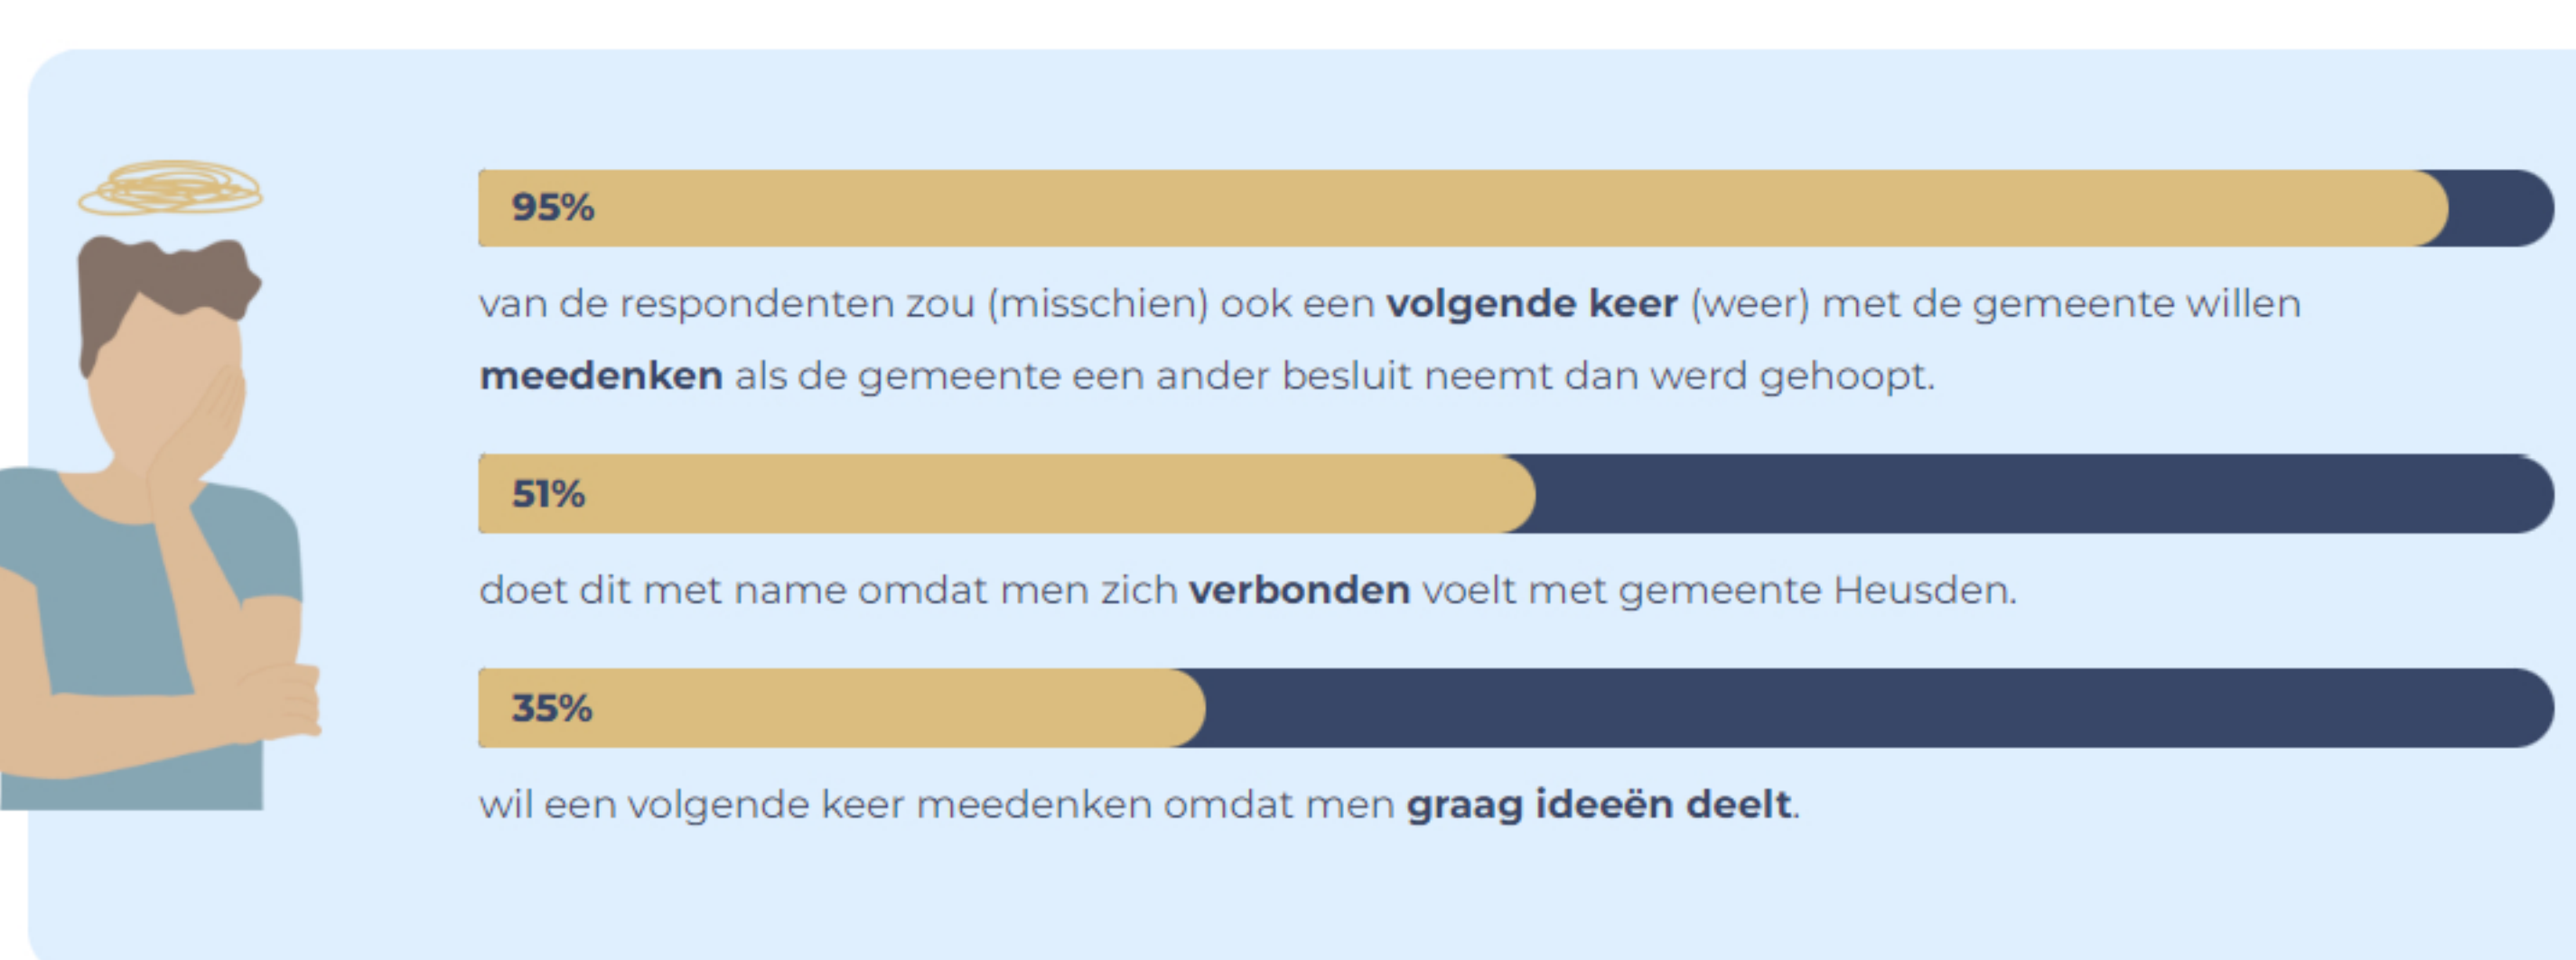 95%
van de respondenten zou (misschien) ook een volgende keer (weer) met de gemeente willen
meedenken als de gemeente een ander besluit neemt dan werd gehoopt.
51%
doet dit met name omdat men zich verbonden voelt met gemeente Heusden.
35%
wil een volgende keer meedenken omdat men graag ideeën deelt.